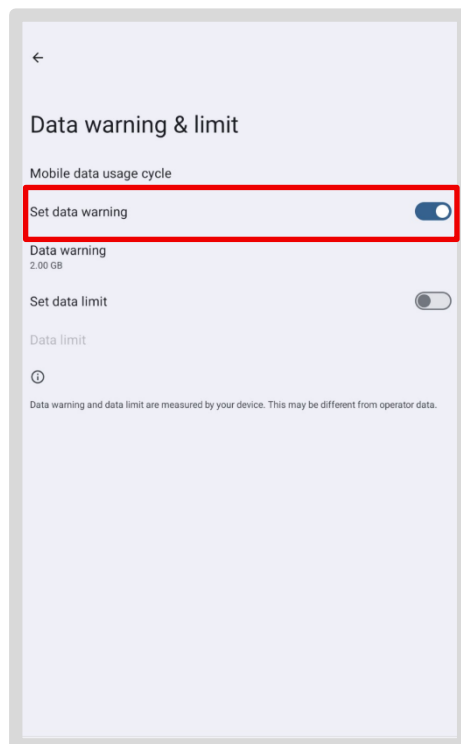 Data warning & limit
Mobile data usage cycle
Set data warning
Data warning
2.00 GB
Set data limit
Data limit
Data warning and data limit are measured by your device. This may be different from operator data.